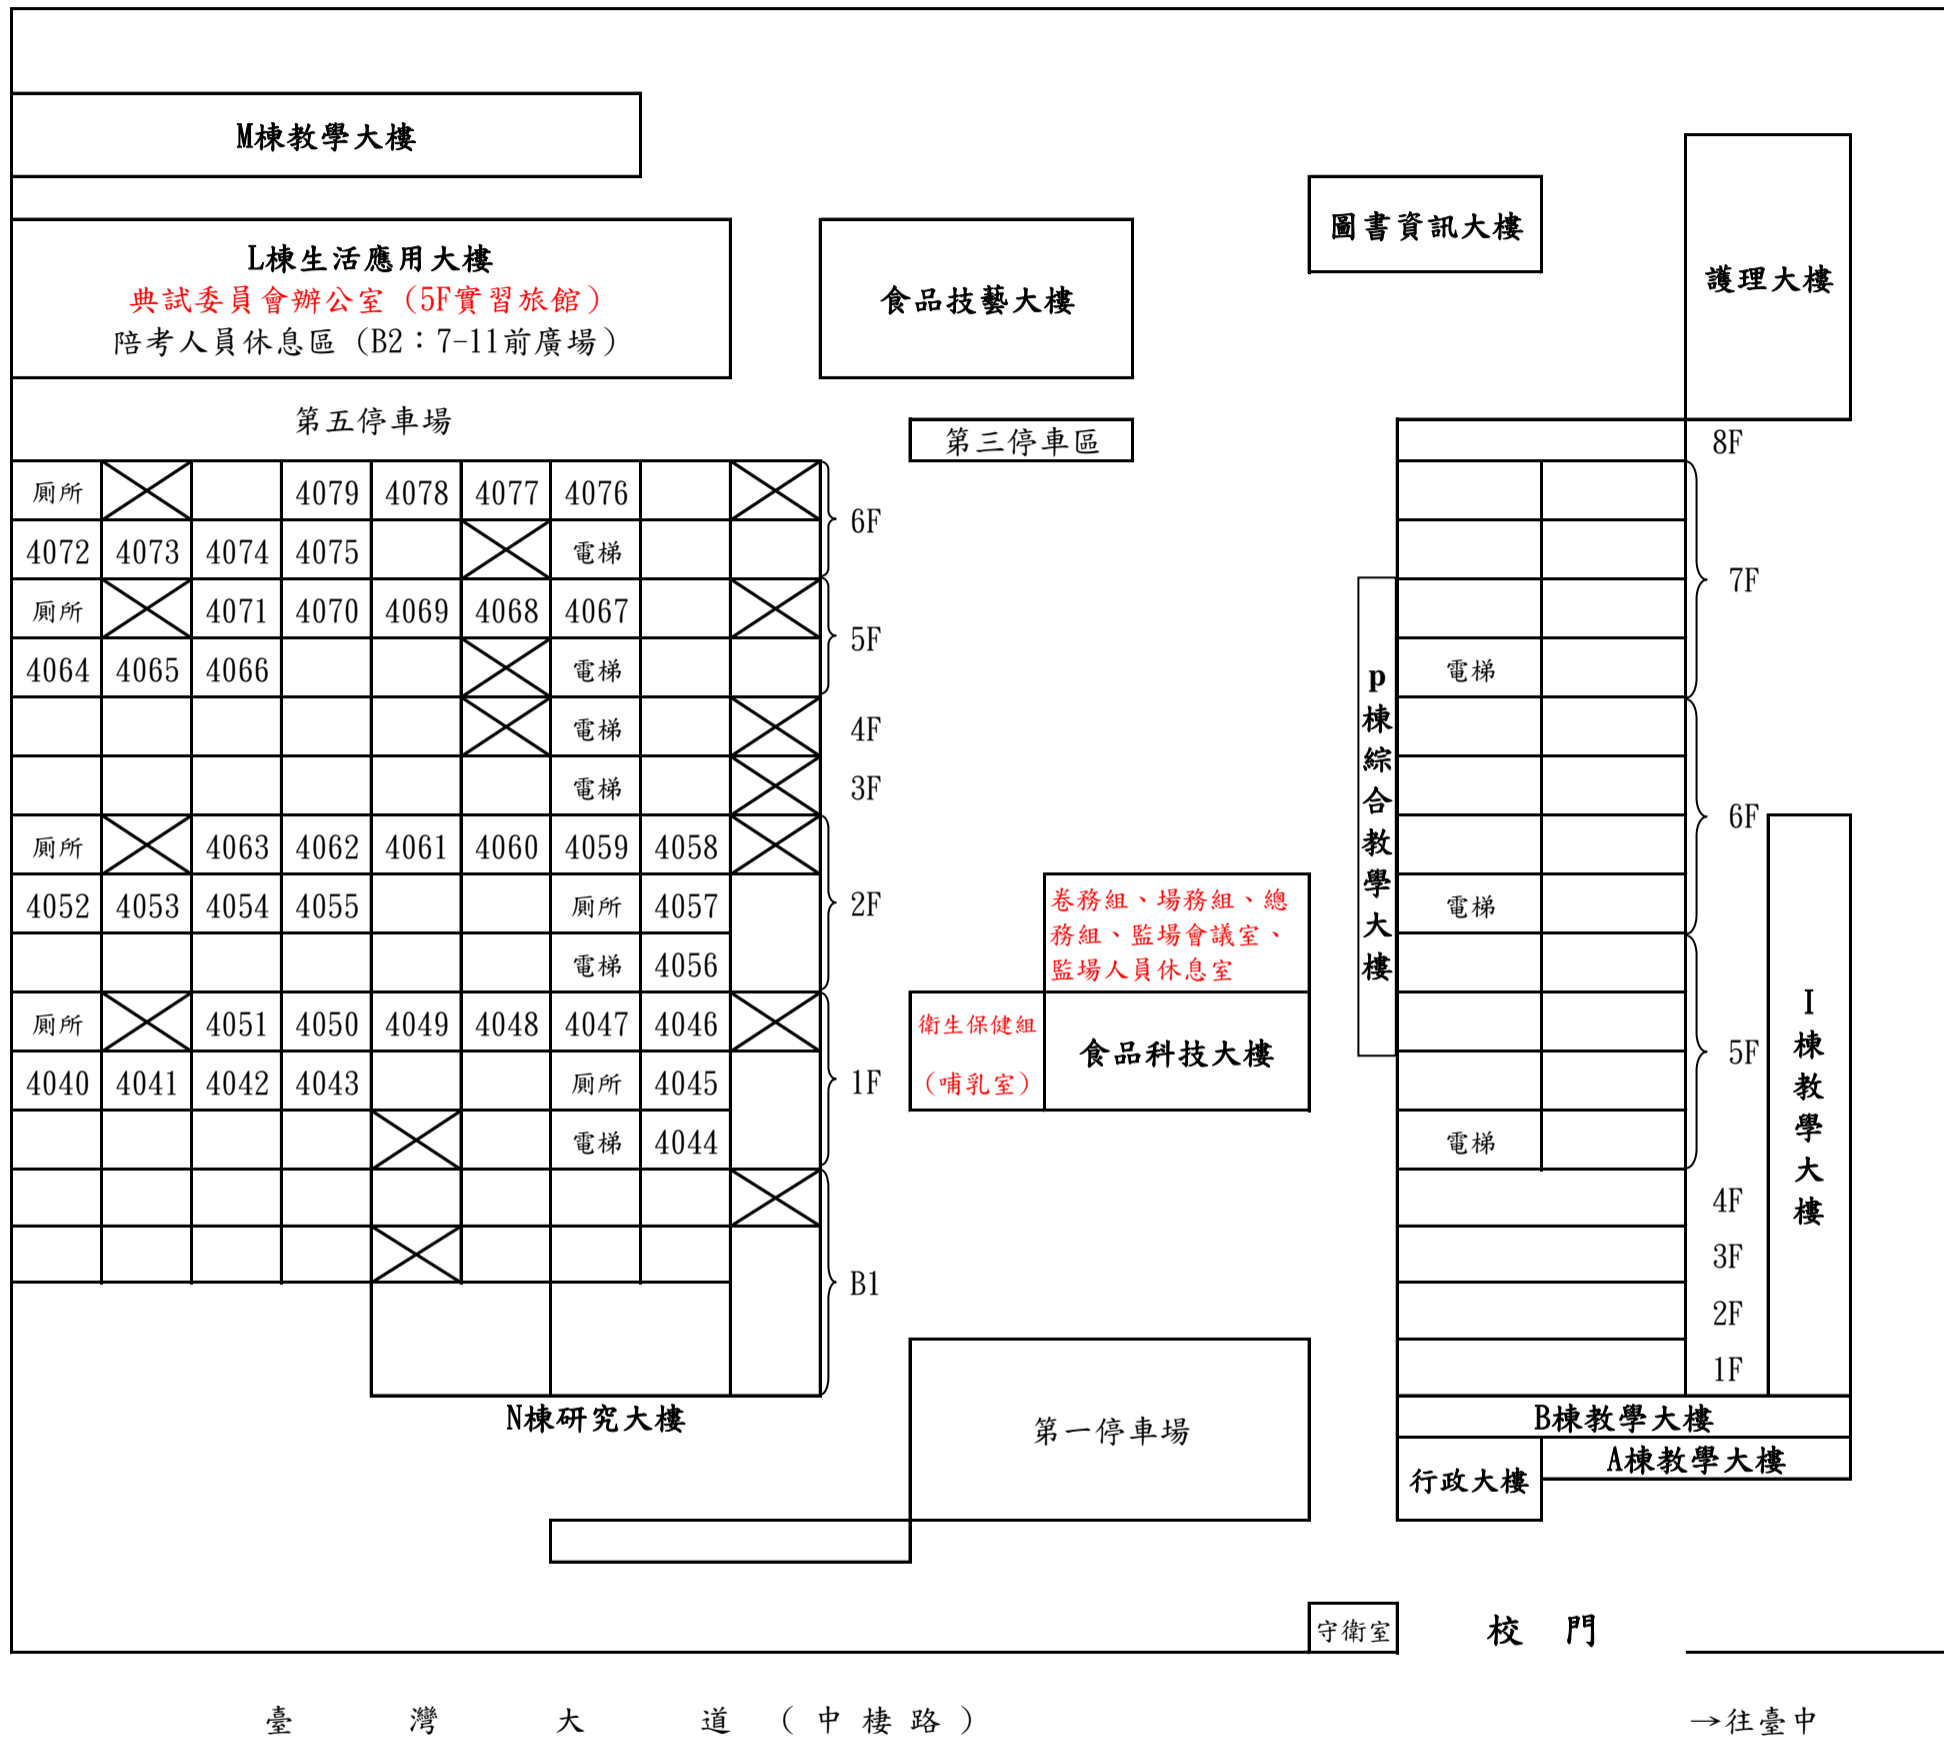 M棟教學大樓
圖書資訊大樓
護理大樓
L棟生活應用大樓
典試委員會辦公室（5F實習旅館）
陪考人員休息區（B2：7-11前廣場）
食品技藝大樓
第五停車場
第三停車區
8F
廁所 4079 4078 4077 4076
6F
4072 4073 4074 4075 電梯
廁所 4071 4070 4069 4068 4067
7F
5F
4064 4065 4066 電梯
電梯
電梯 4F
電梯 3F
6F
廁所 4063 4062 4061 4060 4059 4058
2F
4052 4053 4054 4055 廁所 4057
電梯
電梯 4056
p棟綜合教學大樓
卷務組、場務組、總
務組、監場會議室、
監場人員休息室
廁所 4051 4050 4049 4048 4047 4046
衛生保健組
（哺乳室）
食品科技大樓
5F
I棟教學大樓
4040 4041 4042 4043 廁所 4045
1F
電梯 4044
電梯
4F
3F
B1
2F
1F
N棟研究大樓
第一停車場
B棟教學大樓
A棟教學大樓
行政大樓
守衛室
校 門
臺 灣 大 道 （中棲路）
→往臺中